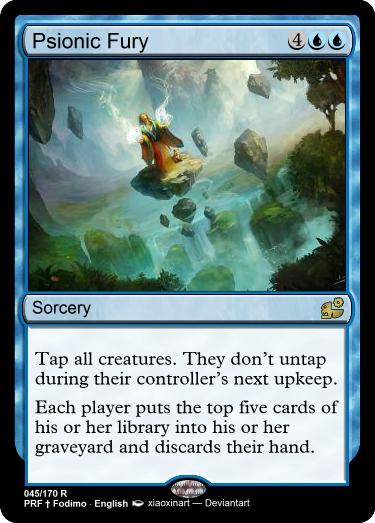 Psionic Fury 4
Sorcery
Tap all creatures. They don't untap
during their controller's next upkeep.
Each player puts the top five cards of
his or her library into his or her
graveyard and discards their hand.
045/170 R
PRF † Fodimo · English xiaoxinart — Deviantart